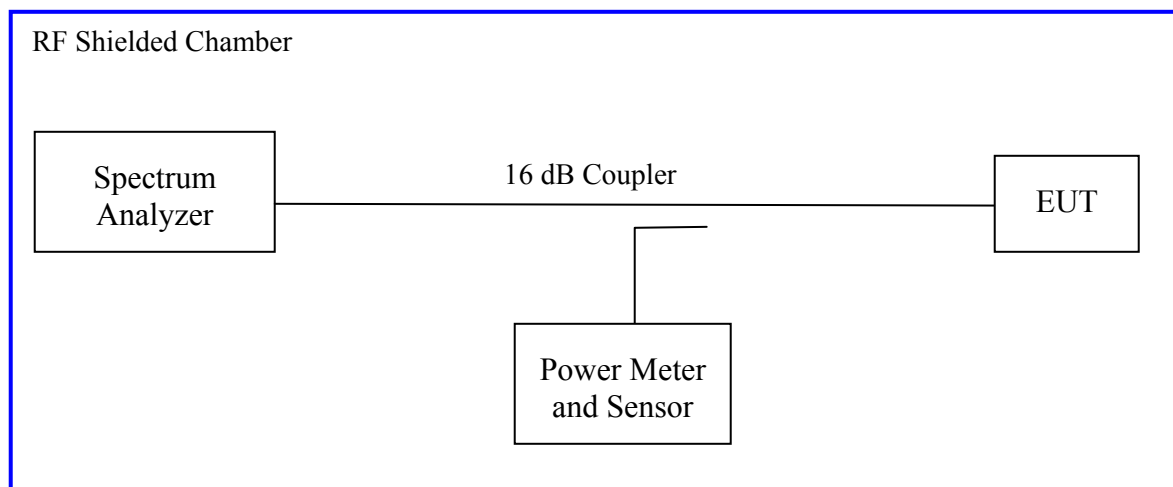 RF Shielded Chamber
Spectrum
Analyzer
16 dB Coupler
EUT
Power Meter
and Sensor